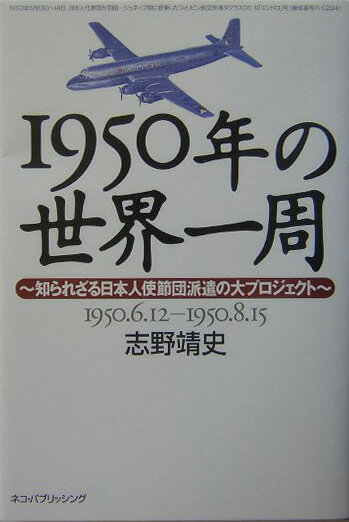 1950年の
世界一周
〜知られざる日本人使節団派遣の大プロジェクト〜
1950.6.12–1950.8.15
志野靖史
ネコ・パブリッシング